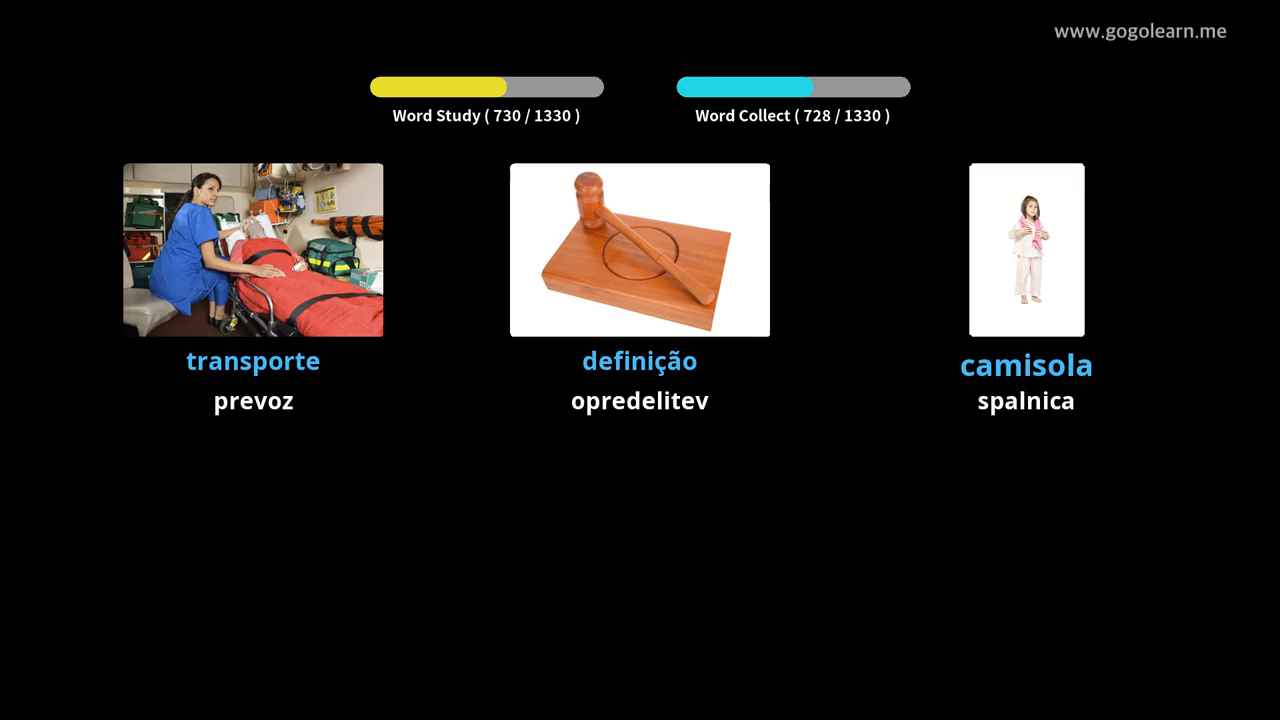 www.gogolearn.me
Word Study ( 730 / 1330 )
Word Collect ( 728 / 1330 )
transporte
definição
camisola
prevoz
opredelitev
spalnica